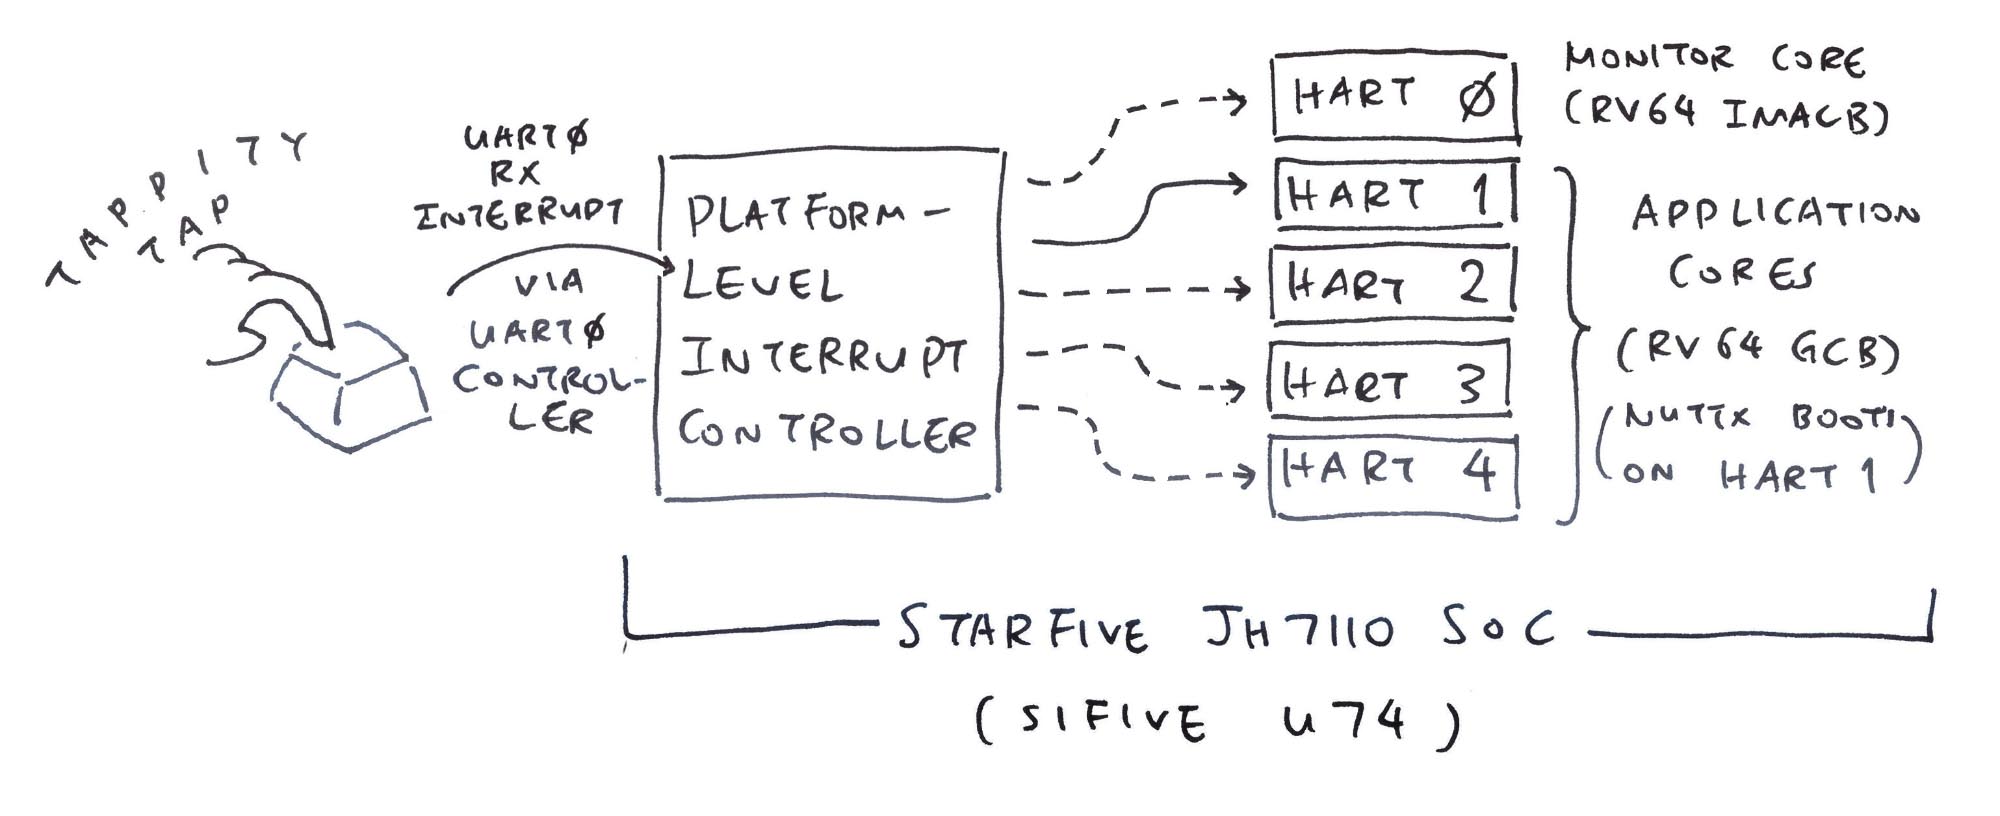 TAPPITY
TAP
UART0
RX
INTERRUPT
VIA
UART0
CONTROL-
LER
PLATFORM-
LEVEL
INTERRUPT
CONTROLLER
HART 0
HART 1
HART 2
HART 3
HART 4
MONITOR CORE
(RV64 IMACB)
APPLICATION
CORES
(RV64 GCB)
(NUTTX BOOTS
ON HART 1)
STARFIVE JH7110 SOC
(SIFIVE U74)